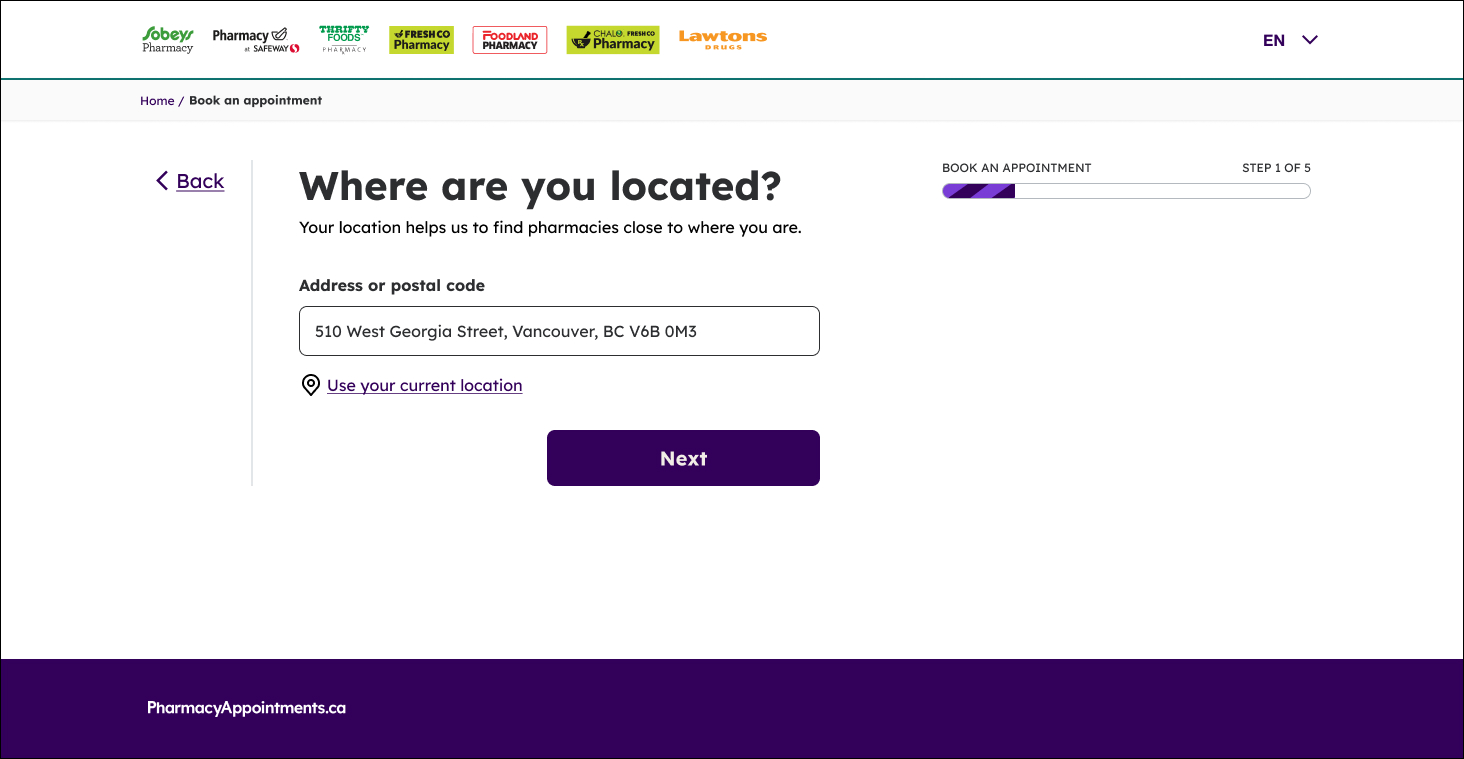 Sobeys Pharmacy
Pharmacy at SAFEWAY
THRIFTY FOODS PHARMACY
FRESHCO Pharmacy
FOODLAND PHARMACY
CHALO! FRESHCO Pharmacy
Lawtons DRUGS
EN
Home / Book an appointment
Back
Where are you located?
Your location helps us to find pharmacies close to where you are.
BOOK AN APPOINTMENT
STEP 1 OF 5
Address or postal code
510 West Georgia Street, Vancouver, BC V6B 0M3
Use your current location
Next
PharmacyAppointments.ca